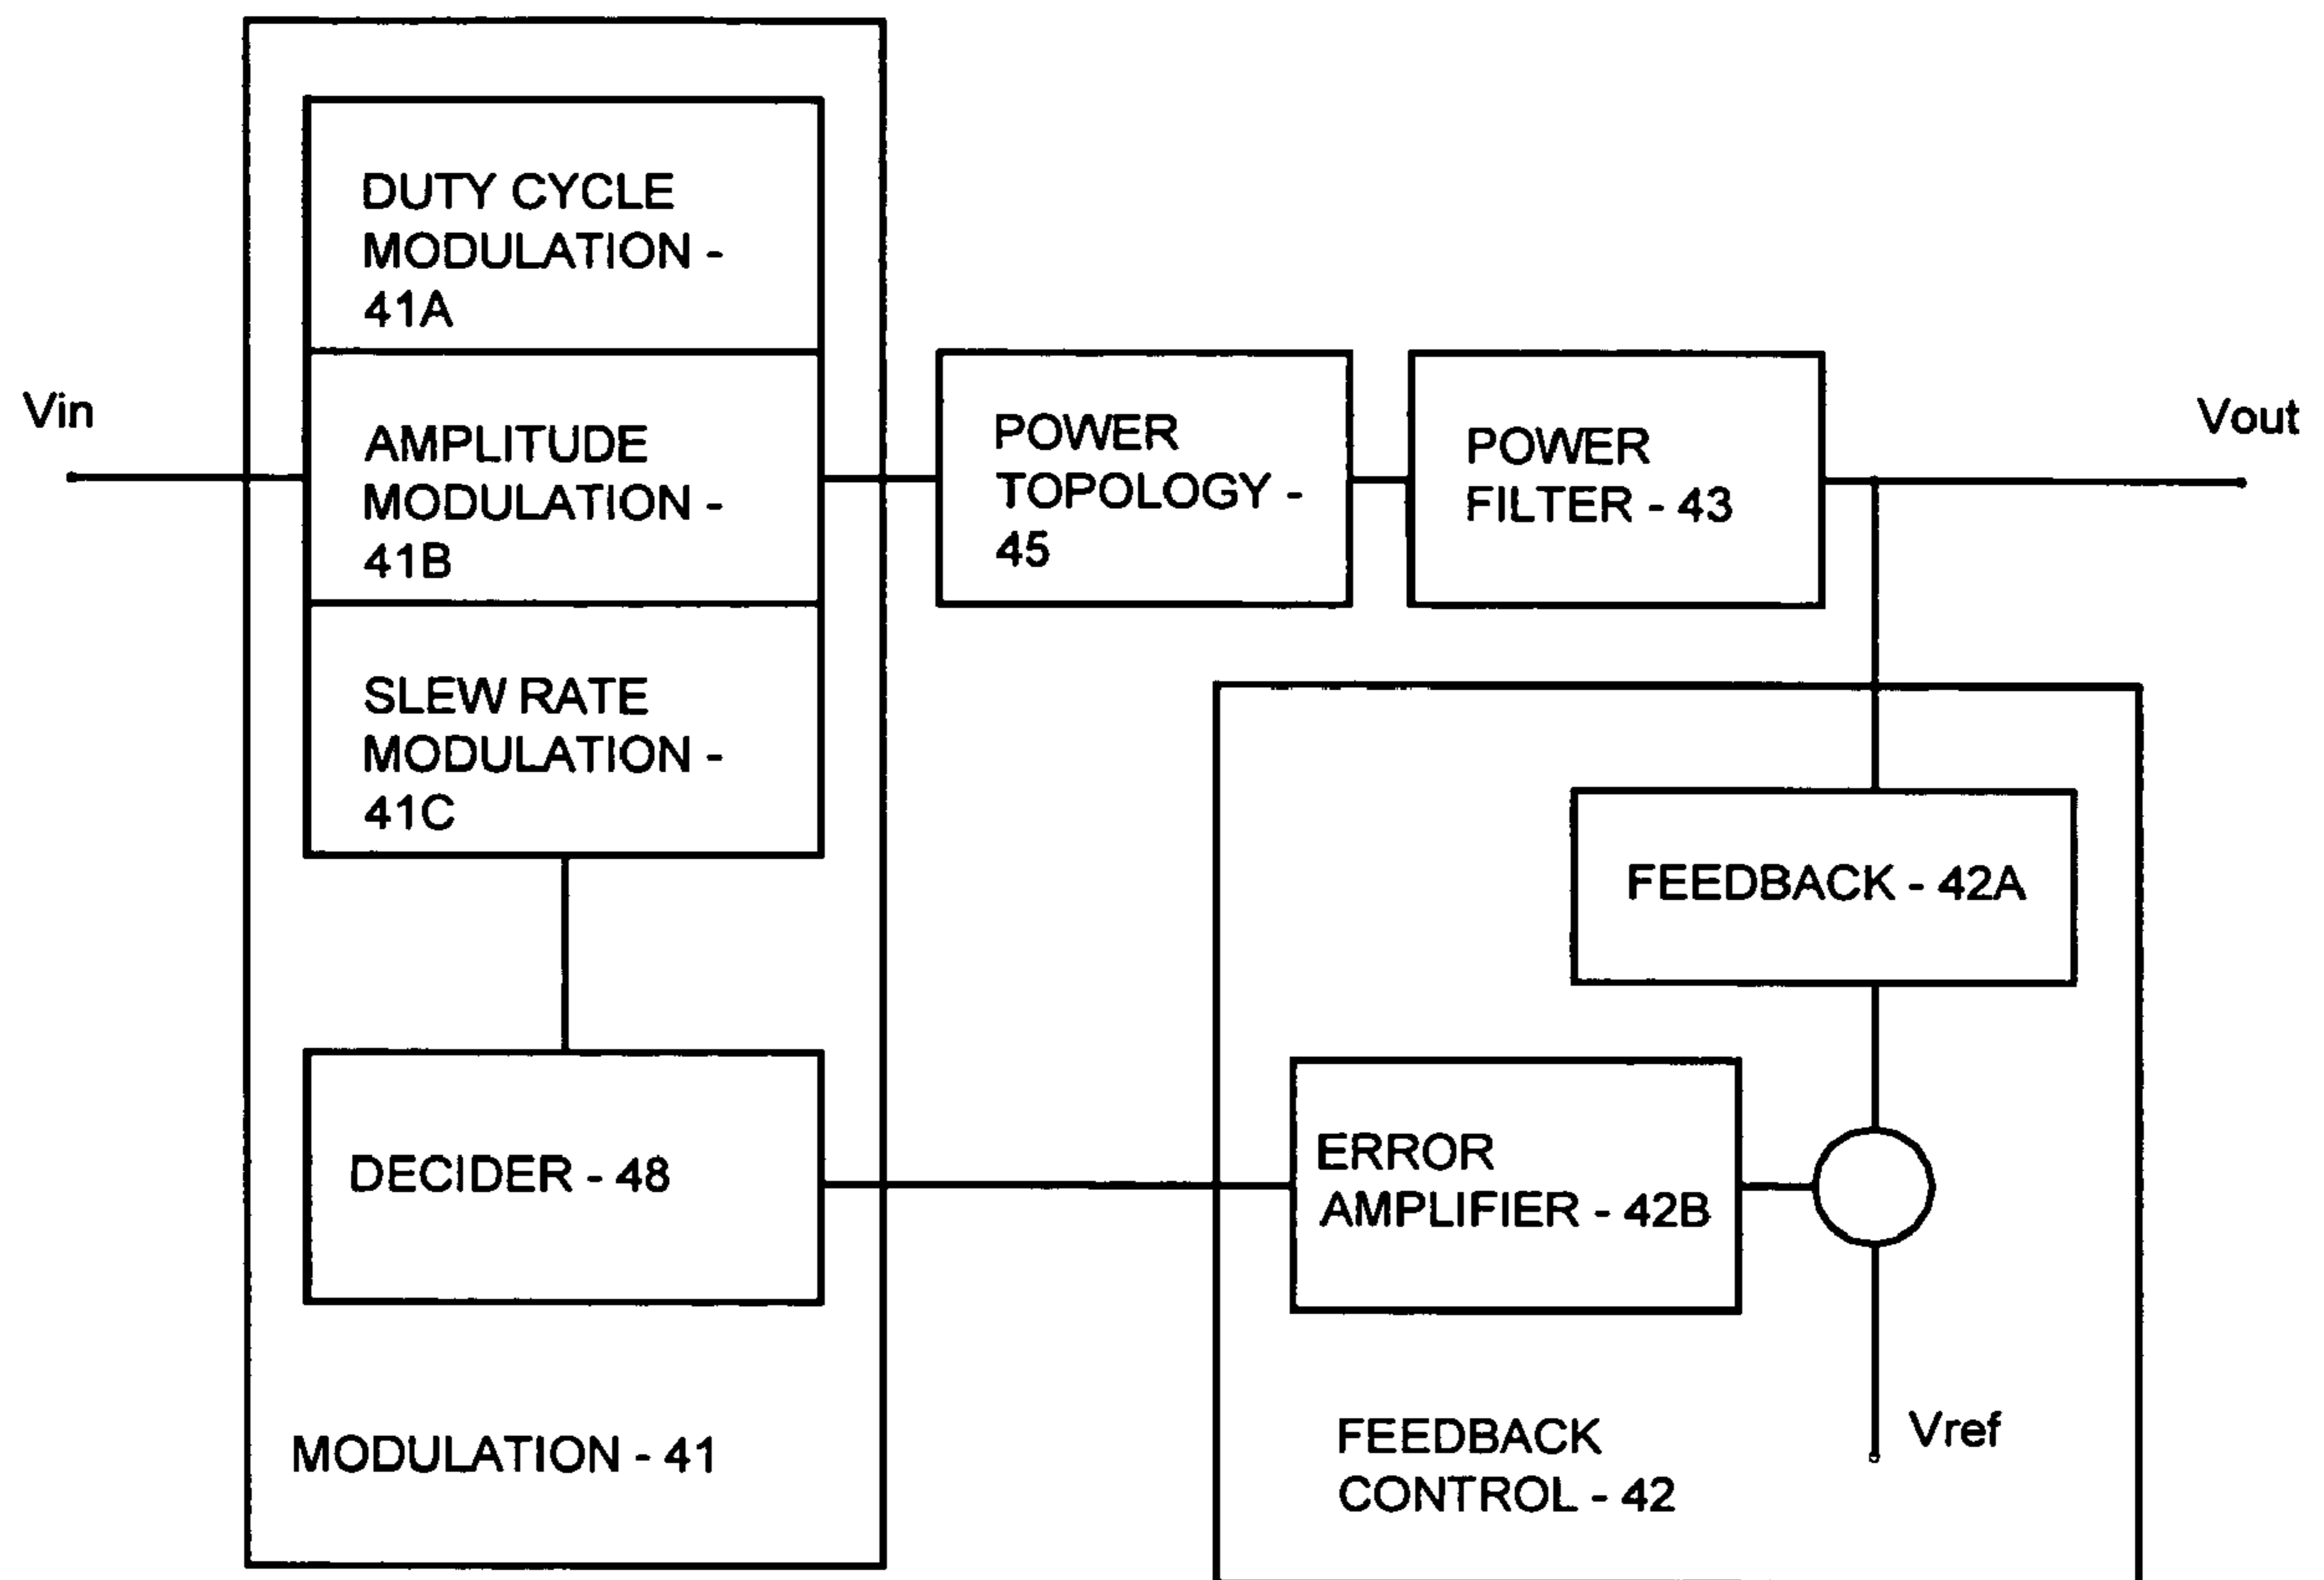 DUTY CYCLE
MODULATION -
41A
Vin
AMPLITUDE
MODULATION -
41B
POWER
TOPOLOGY -
45
POWER
FILTER - 43
Vout
SLEW RATE
MODULATION -
41C
FEEDBACK - 42A
DECIDER - 48
ERROR
AMPLIFIER - 42B
MODULATION - 41
FEEDBACK
CONTROL - 42
Vref